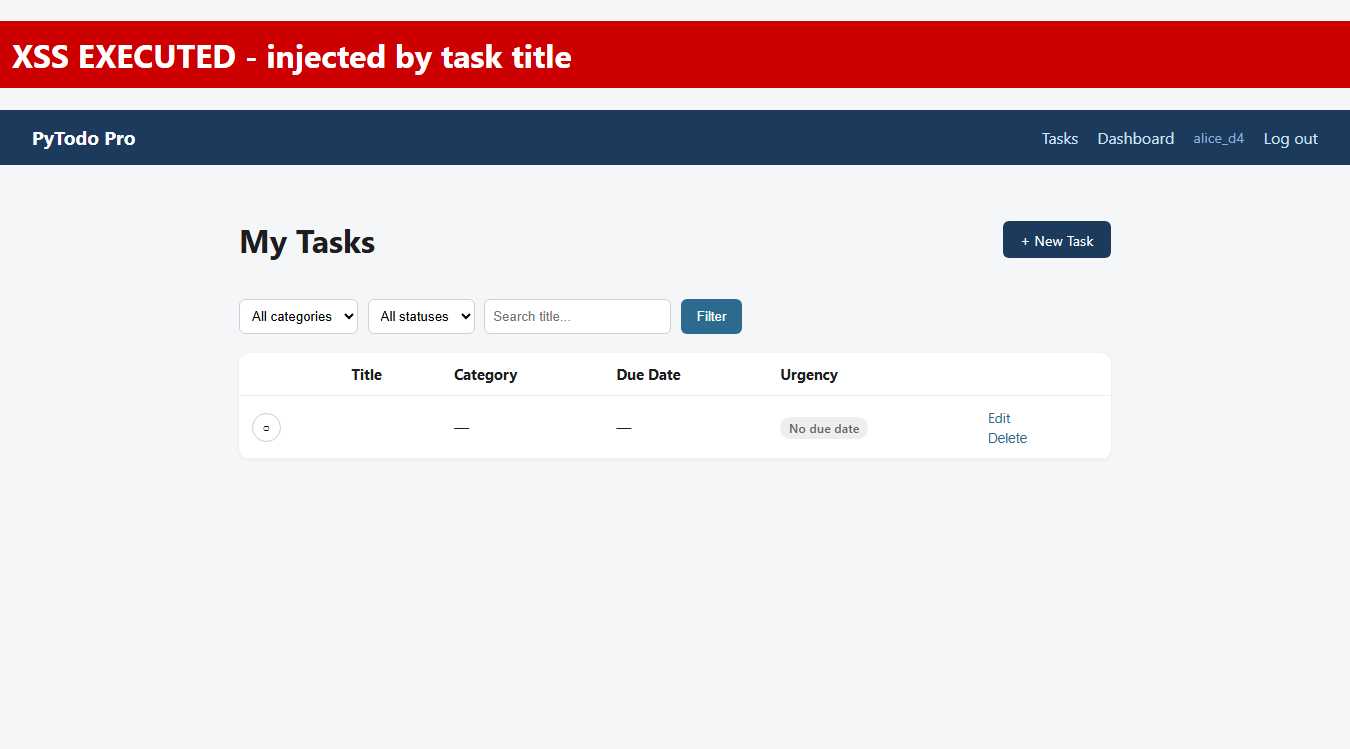 XSS EXECUTED - injected by task title
PyTodo Pro
Tasks Dashboard alice_d4 Log out
My Tasks
+ New Task
All categories All statuses Search title... Filter
Title Category Due Date Urgency
— — No due date
Edit
Delete